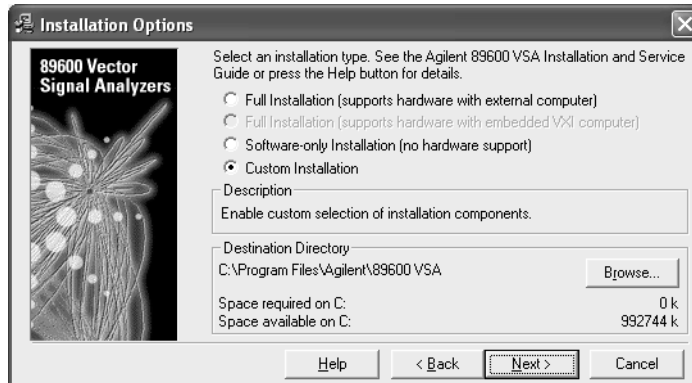 Installation Options
89600 Vector
Signal Analyzers
Select an installation type. See the Agilent 89600 VSA Installation and Service
Guide or press the Help button for details.
Full Installation (supports hardware with external computer)
Full Installation (supports hardware with embedded VXI computer)
Software-only Installation (no hardware support)
Custom Installation
Description
Enable custom selection of installation components.
Destination Directory
C:\Program Files\Agilent\89600 VSA
Browse...
Space required on C: 0 k
Space available on C: 992744 k
Help < Back Next > Cancel